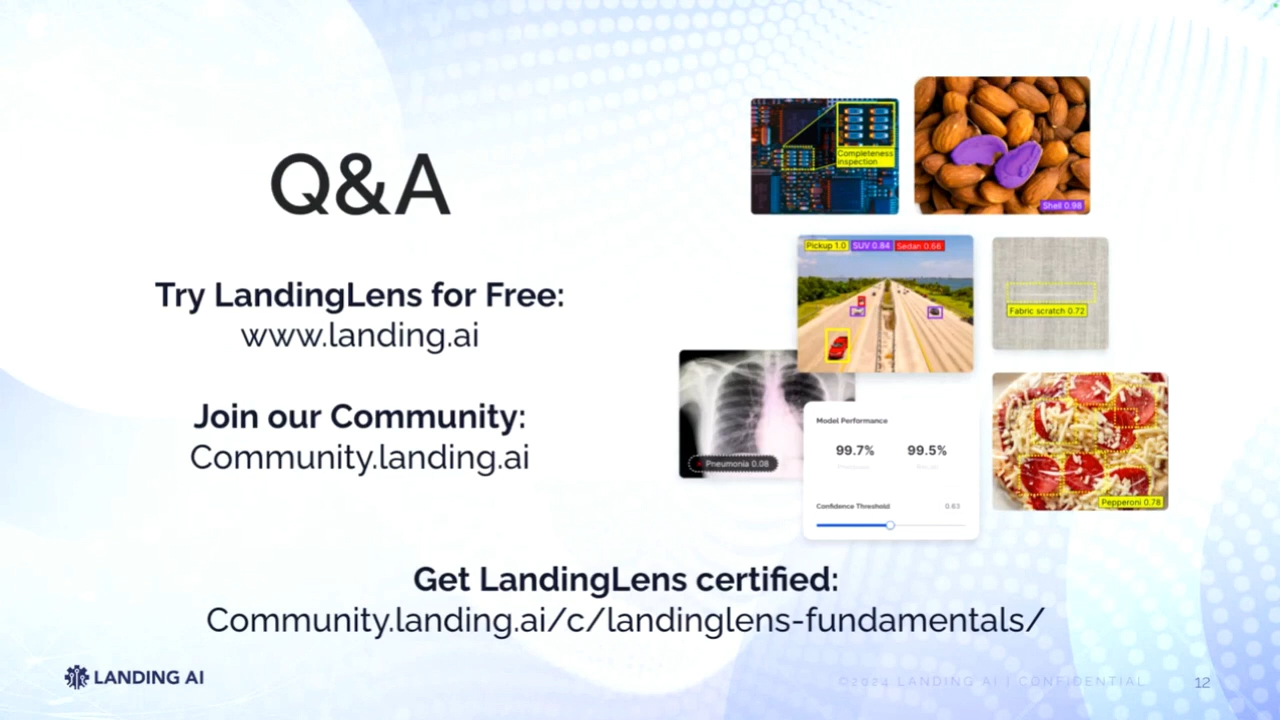 Q&A
Try LandingLens for Free:
www.landing.ai
Join our Community:
Community.landing.ai
Completeness
inspection
Shell 0.98
Pickup 1.0 SUV 0.84 Sedan 0.66
Fabric scratch 0.72
Pneumonia 0.08
Model Performance
99.7% 99.5%
Confidence Threshold 0.63
Pepperoni 0.78
Get LandingLens certified:
Community.landing.ai/c/landinglens-fundamentals/
LANDING AI
©2024 LANDING AI | CONFIDENTIAL
12